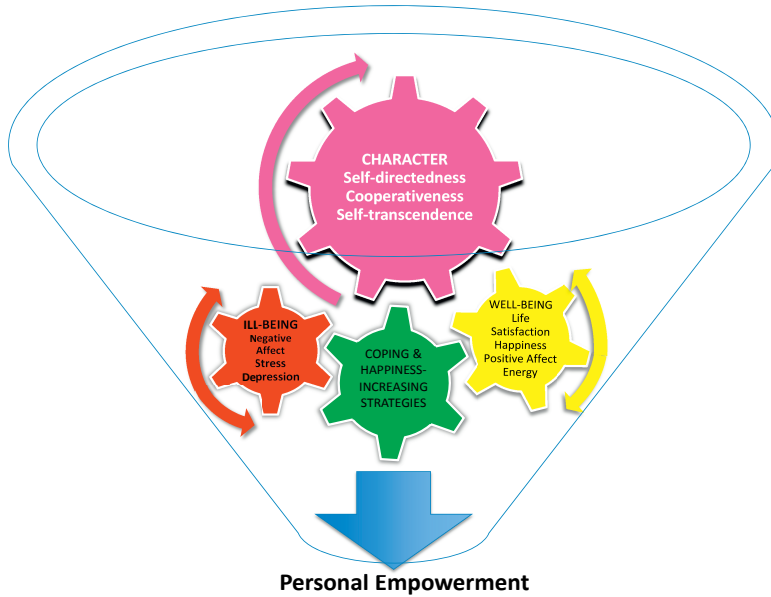 CHARACTER
Self-directedness
Cooperativeness
Self-transcendence
ILL-BEING
Negative
Affect
Stress
Depression
COPING &
HAPPINESS-
INCREASING
STRATEGIES
WELL-BEING
Life
Satisfaction
Happiness
Positive Affect
Energy
Personal Empowerment